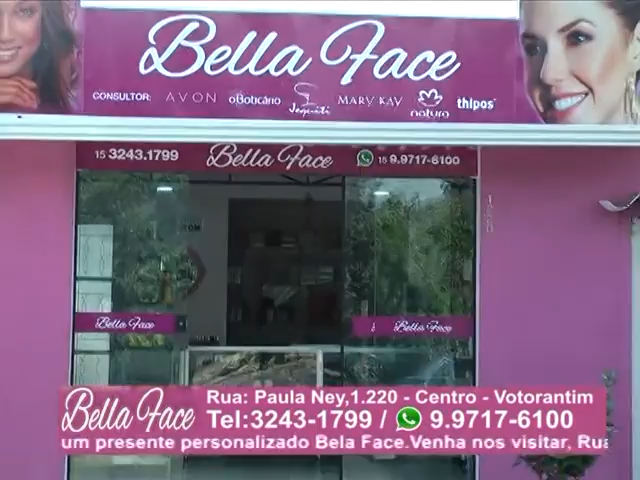 Bella Face
CONSULTOR: AVON oBoticário Jequiti MARY KAY natura thipos
15 3243.1799 Bella Face 15 9.9717-6100
Bella Face
Bella Face
Bella Face
Rua: Paula Ney,1.220 - Centro - Votorantim
Tel:3243-1799 / 9.9717-6100
um presente personalizado Bela Face.Venha nos visitar, Rua